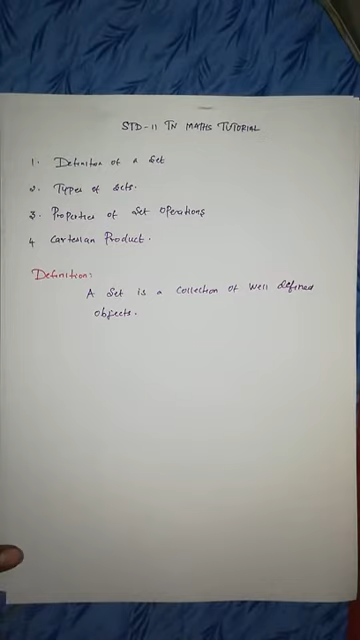 STD-11 TN MATHS TUTORIAL
1. Definition of a Set
2. Types of Sets.
3. Properties of Set Operations
4 Cartesian Product.
Definition:
A Set is a Collection of Well defined
Objects.